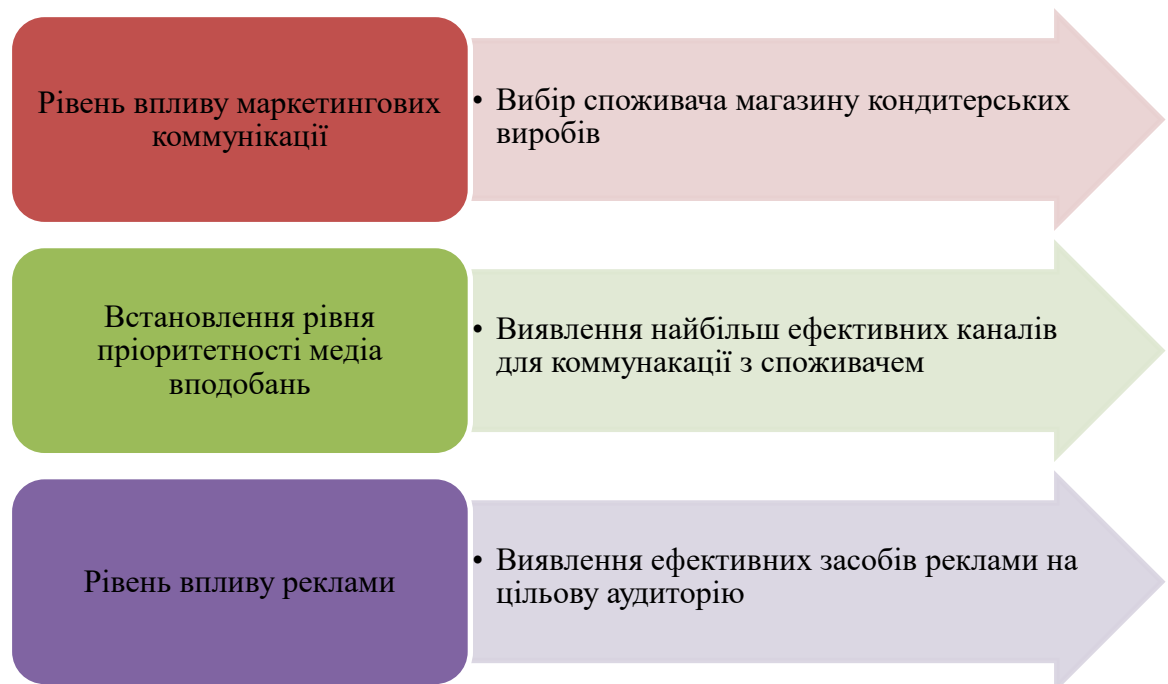 Рівень впливу маркетингових
коммунікації
• Вибір споживача магазину кондитерських
виробів
Встановлення рівня
пріоритетності медіа
вподобань
• Виявлення найбільш ефективних каналів
для коммунакації з споживачем
Рівень впливу реклами
• Виявлення ефективних засобів реклами на
цільову аудиторію